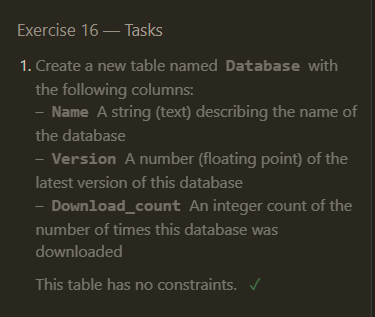 Exercise 16 — Tasks
1. Create a new table named Database with
the following columns:
– Name A string (text) describing the name of
the database
– Version A number (floating point) of the
latest version of this database
– Download_count An integer count of the
number of times this database was
downloaded
This table has no constraints. ✓